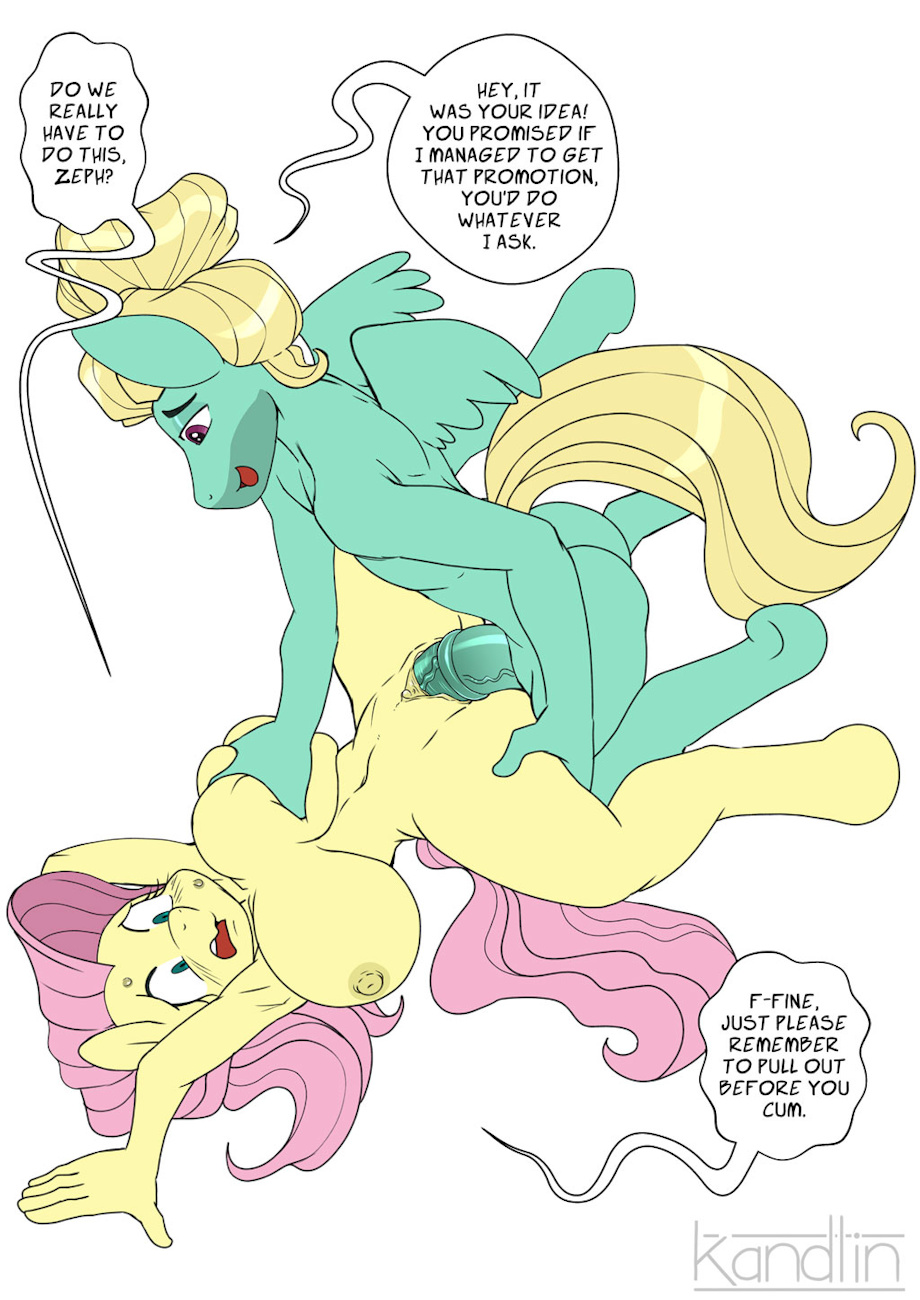 DO WE
REALLY
HAVE TO
DO THIS,
ZEPH?
HEY, IT
WAS YOUR IDEA!
YOU PROMISED IF
I MANAGED TO GET
THAT PROMOTION,
YOU'D DO
WHATEVER
I ASK.
F-FINE,
JUST PLEASE
REMEMBER
TO PULL OUT
BEFORE YOU
CUM.
kandlin